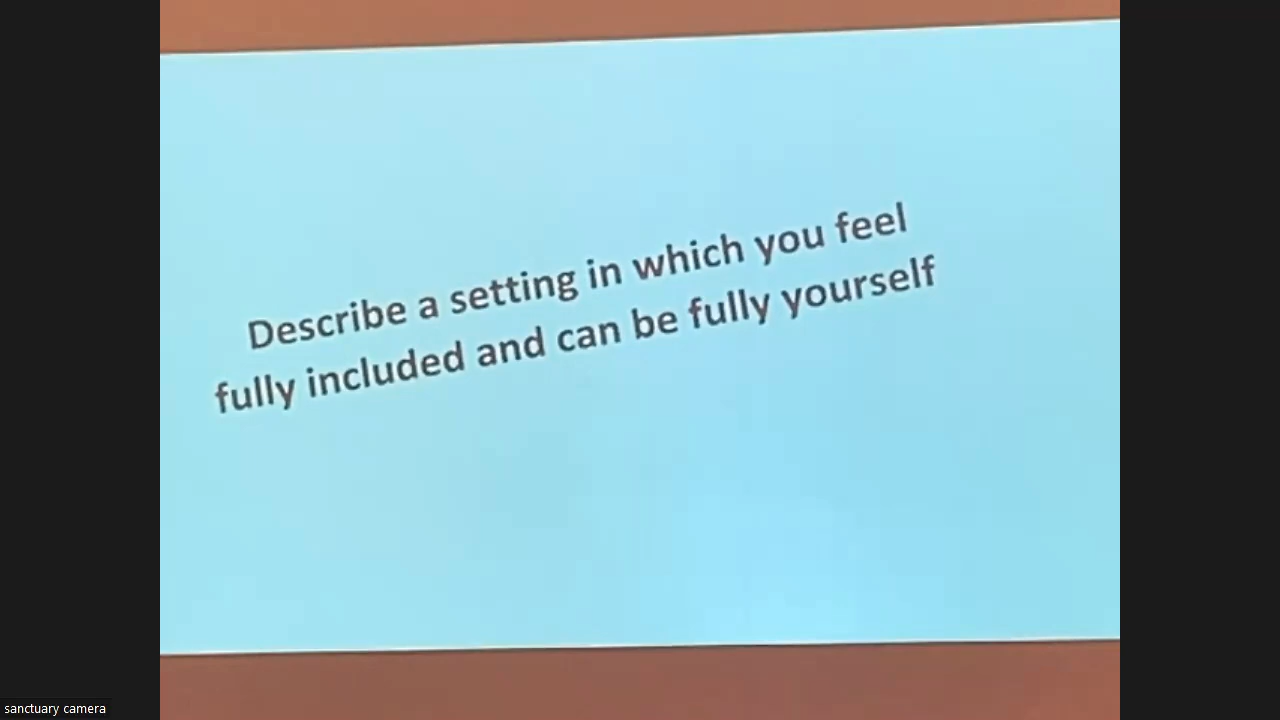 Describe a setting in which you feel
fully included and can be fully yourself
sanctuary camera